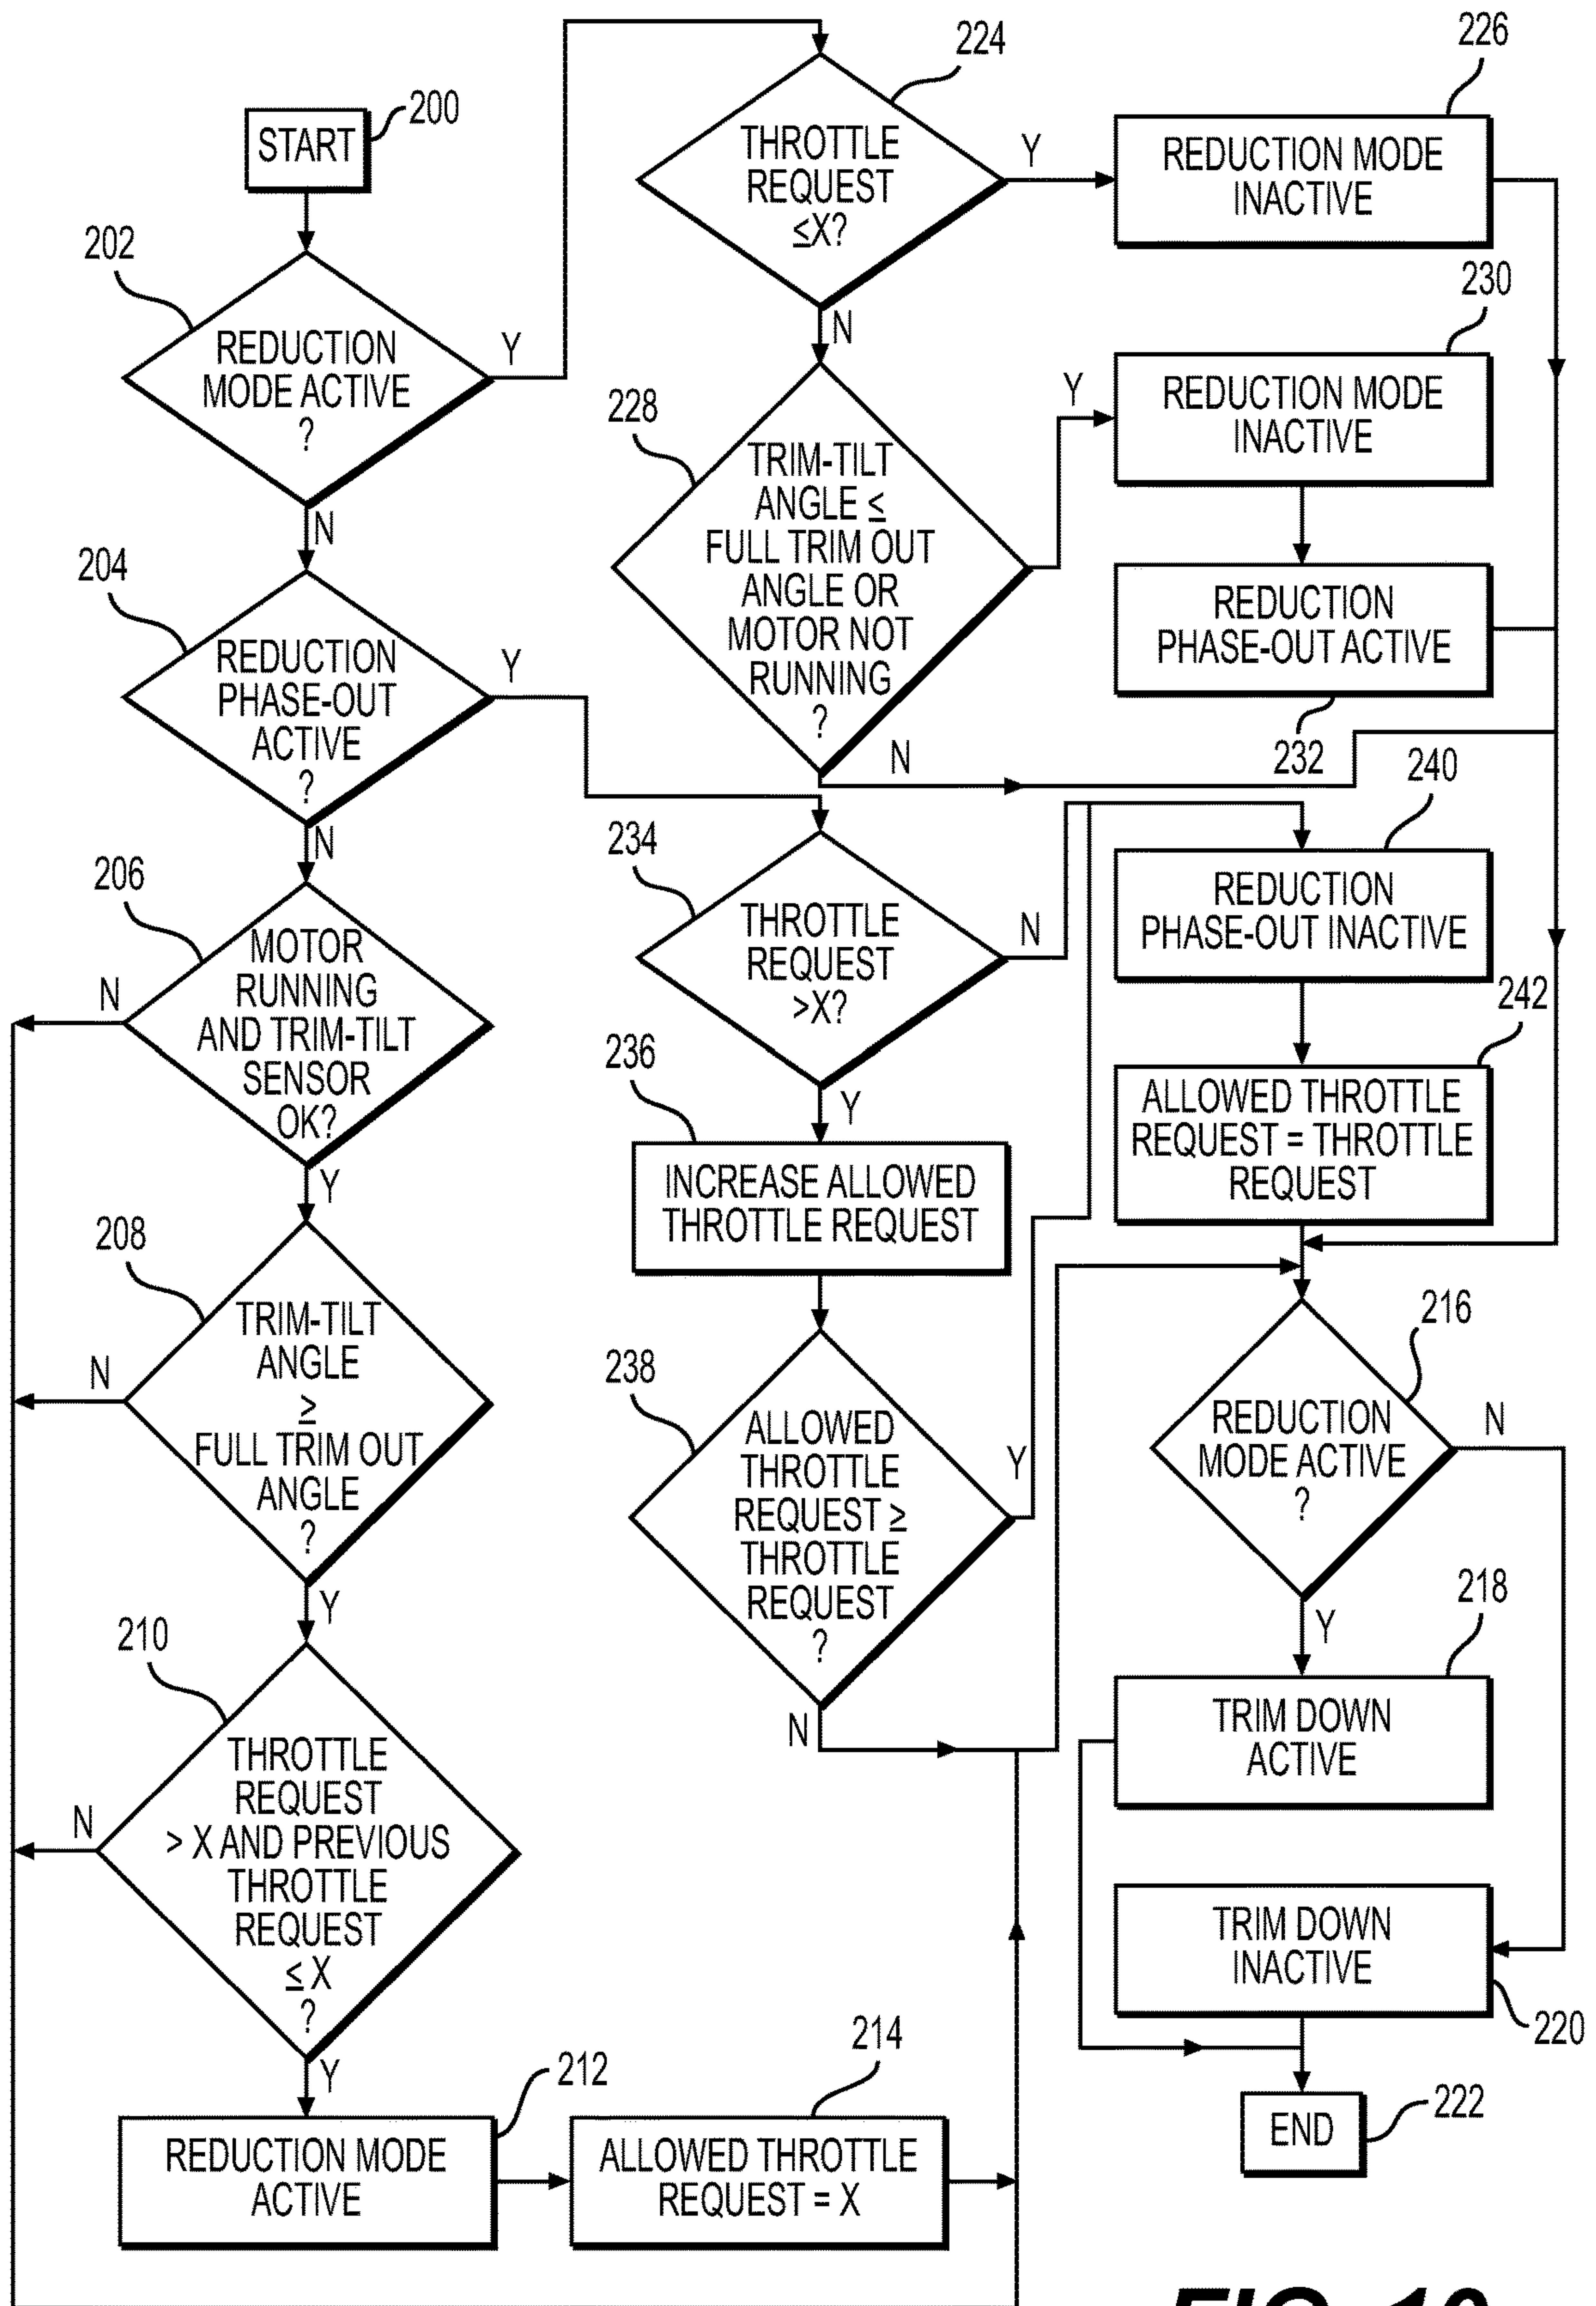 START
200
202
REDUCTION
MODE ACTIVE
?
Y
N
204
REDUCTION
PHASE-OUT
ACTIVE
?
Y
N
206
MOTOR
RUNNING
AND TRIM-TILT
SENSOR
OK?
N
Y
208
TRIM-TILT
ANGLE
≥
FULL TRIM OUT
ANGLE
?
N
Y
210
THROTTLE
REQUEST
> X AND PREVIOUS
THROTTLE
REQUEST
≤ X
?
N
Y
212
REDUCTION MODE
ACTIVE
214
ALLOWED THROTTLE
REQUEST = X
224
THROTTLE
REQUEST
≤X?
Y
N
226
REDUCTION MODE
INACTIVE
228
TRIM-TILT
ANGLE ≤
FULL TRIM OUT
ANGLE OR
MOTOR NOT
RUNNING
?
Y
N
230
REDUCTION MODE
INACTIVE
REDUCTION
PHASE-OUT ACTIVE
232
234
THROTTLE
REQUEST
>X?
N
Y
236
INCREASE ALLOWED
THROTTLE REQUEST
238
ALLOWED
THROTTLE
REQUEST ≥
THROTTLE
REQUEST
?
Y
N
240
REDUCTION
PHASE-OUT INACTIVE
242
ALLOWED THROTTLE
REQUEST = THROTTLE
REQUEST
216
REDUCTION
MODE ACTIVE
?
N
Y
218
TRIM DOWN
ACTIVE
TRIM DOWN
INACTIVE
220
END
222